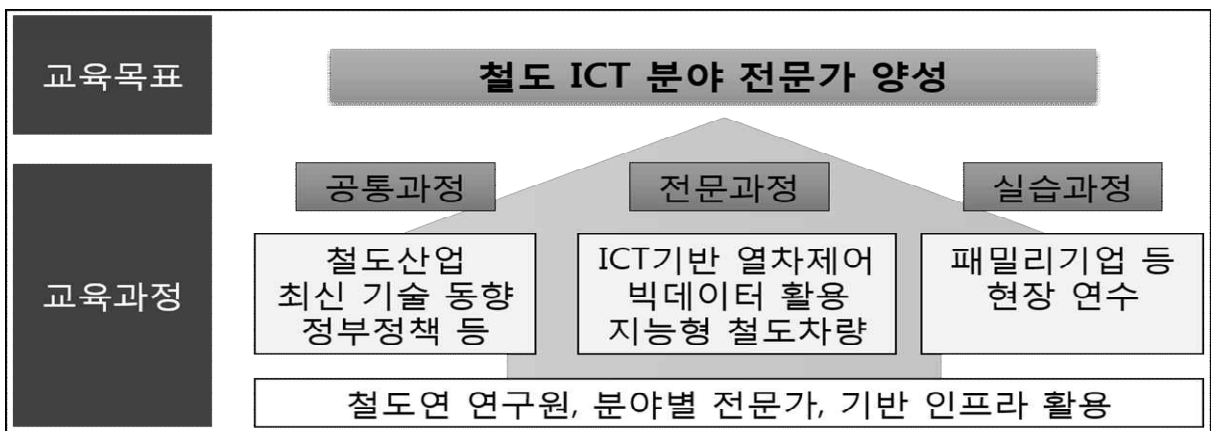 교육목표
철도 ICT 분야 전문가 양성
교육과정
공통과정
철도산업
최신 기술 동향
정부정책 등
전문과정
ICT기반 열차제어
빅데이터 활용
지능형 철도차량
실습과정
패밀리기업 등
현장 연수
철도연 연구원, 분야별 전문가, 기반 인프라 활용